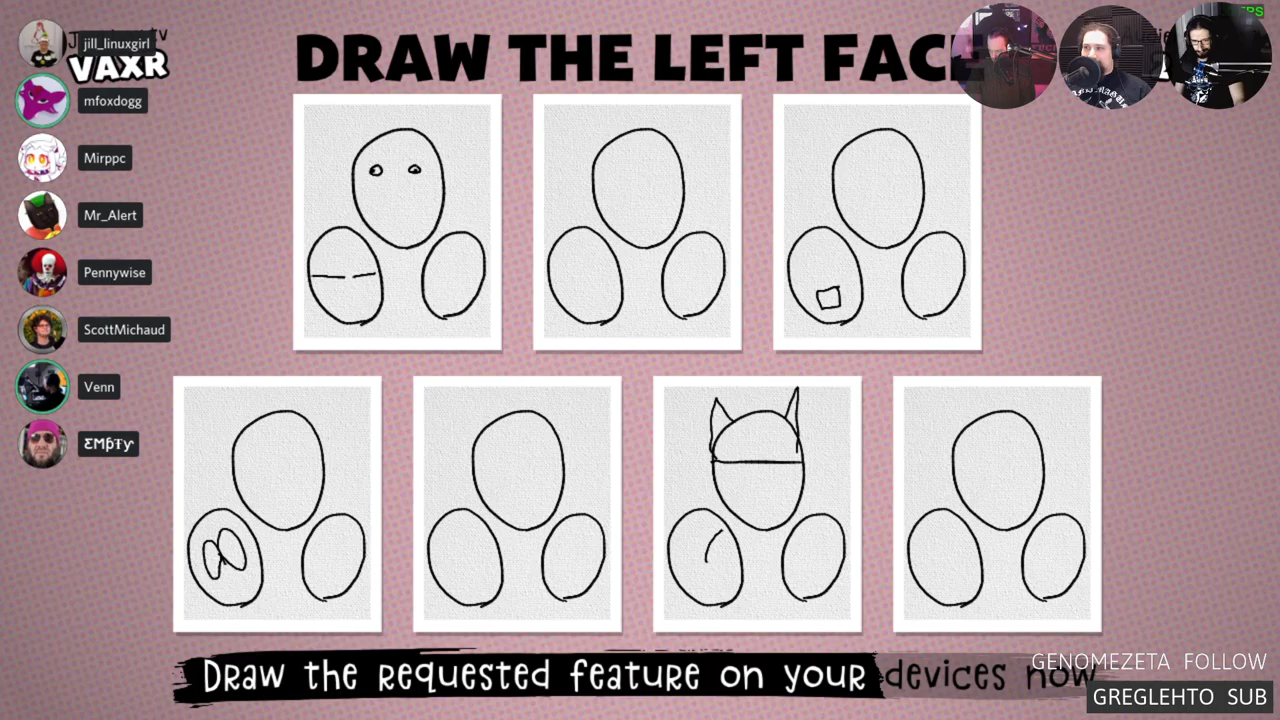 jill_linuxgirl
VAXR
mfoxdogg
Mirppc
Mr_Alert
Pennywise
ScottMichaud
Venn
ƐMϸŦƴ
DRAW THE LEFT FACE
Draw the requested feature on your devices now
GENOMEZETA FOLLOW
GREGLEHTO SUB